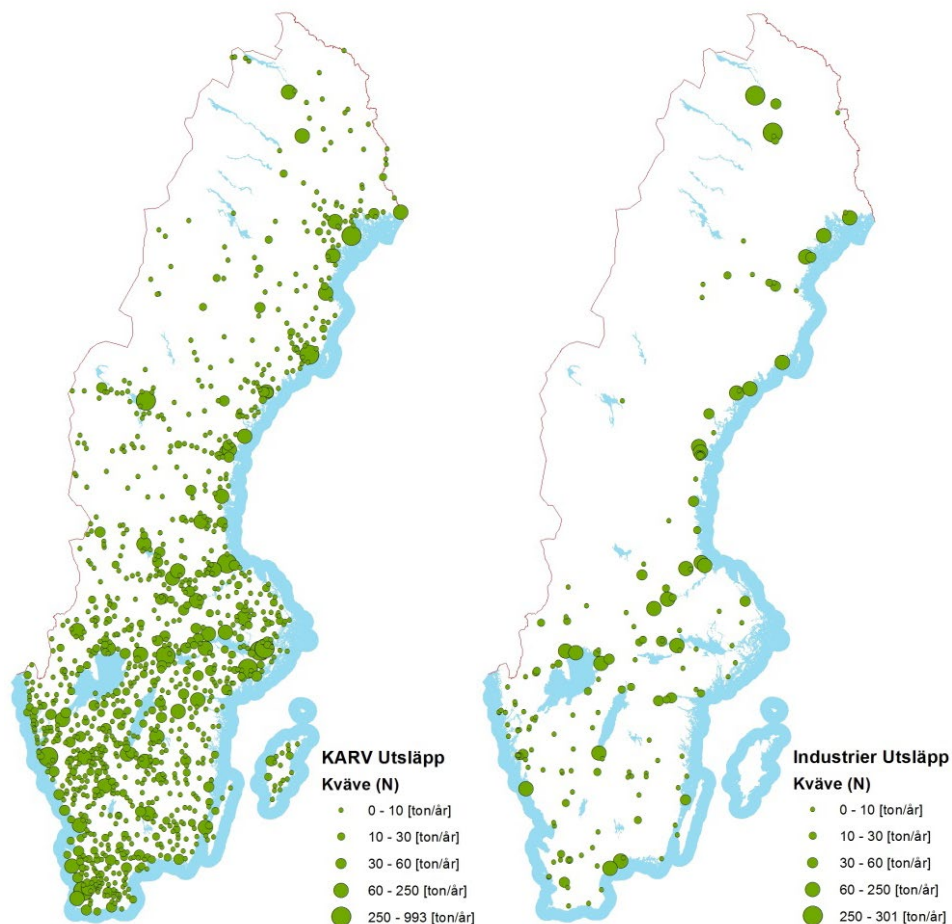 KARV Utsläpp
Kväve (N)
0 - 10 [ton/år]
10 - 30 [ton/år]
30 - 60 [ton/år]
60 - 250 [ton/år]
250 - 993 [ton/år]
Industrier Utsläpp
Kväve (N)
0 - 10 [ton/år]
10 - 30 [ton/år]
30 - 60 [ton/år]
60 - 250 [ton/år]
250 - 301 [ton/år]